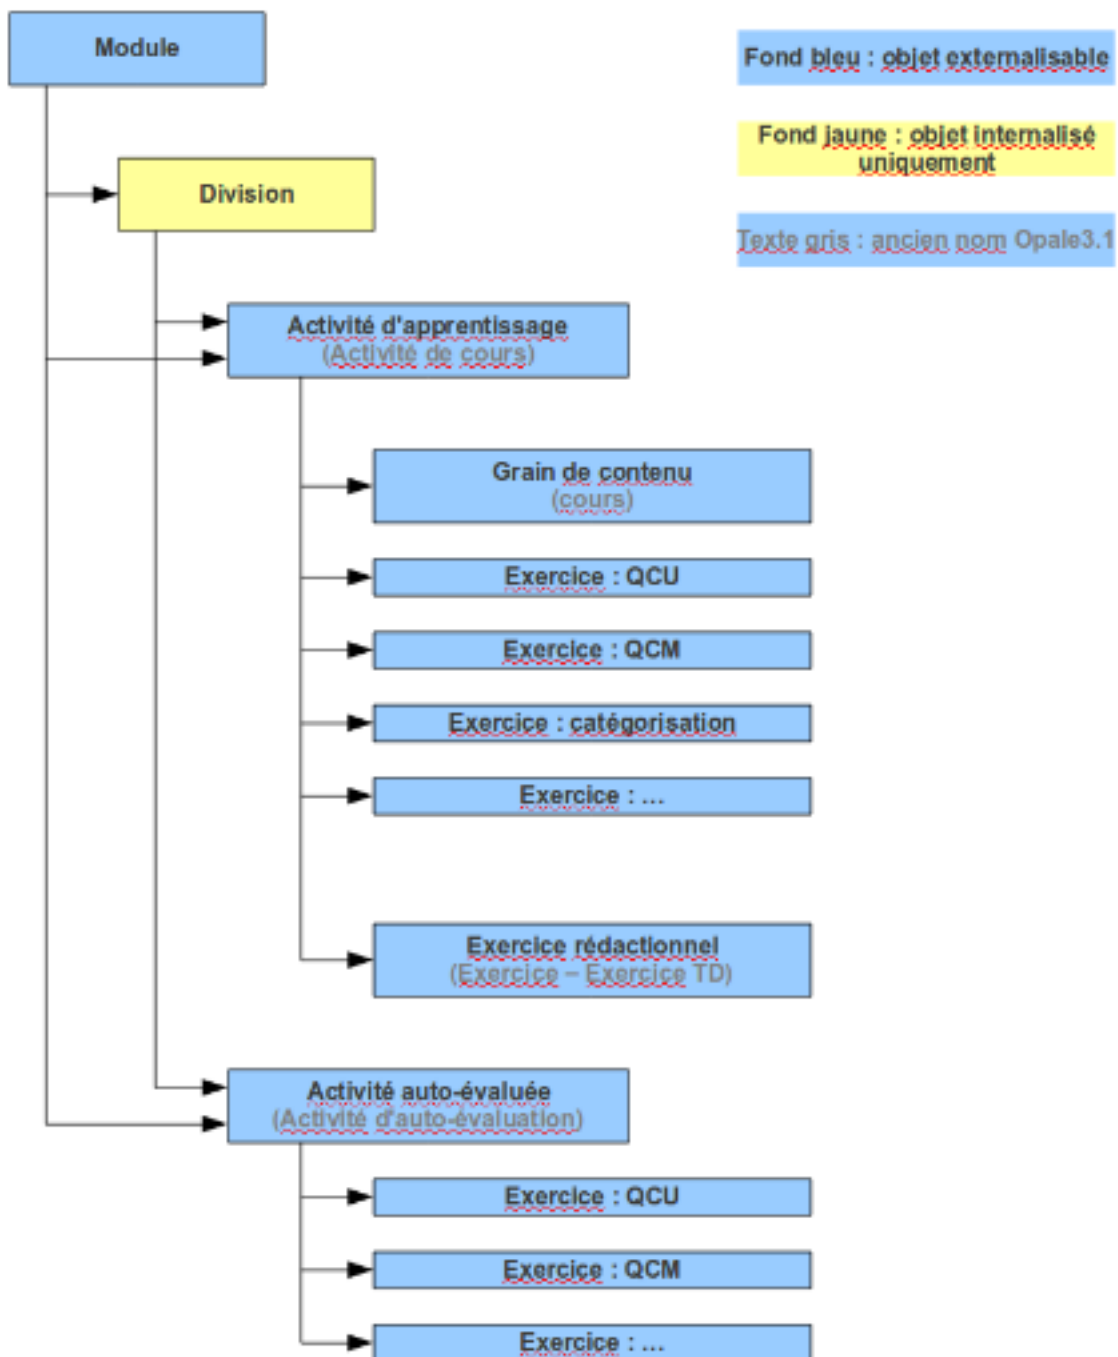 Module
Fond bleu : objet externalisable
Fond jaune : objet internalisé
uniquement
Division
Texte gris : ancien nom Opale3.1
Activité d'apprentissage
(Activité de cours)
Grain de contenu
(cours)
Exercice : QCU
Exercice : QCM
Exercice : catégorisation
Exercice : ...
Exercice rédactionnel
(Exercice – Exercice TD)
Activité auto-évaluée
(Activité d'auto-évaluation)
Exercice : QCU
Exercice : QCM
Exercice : ...